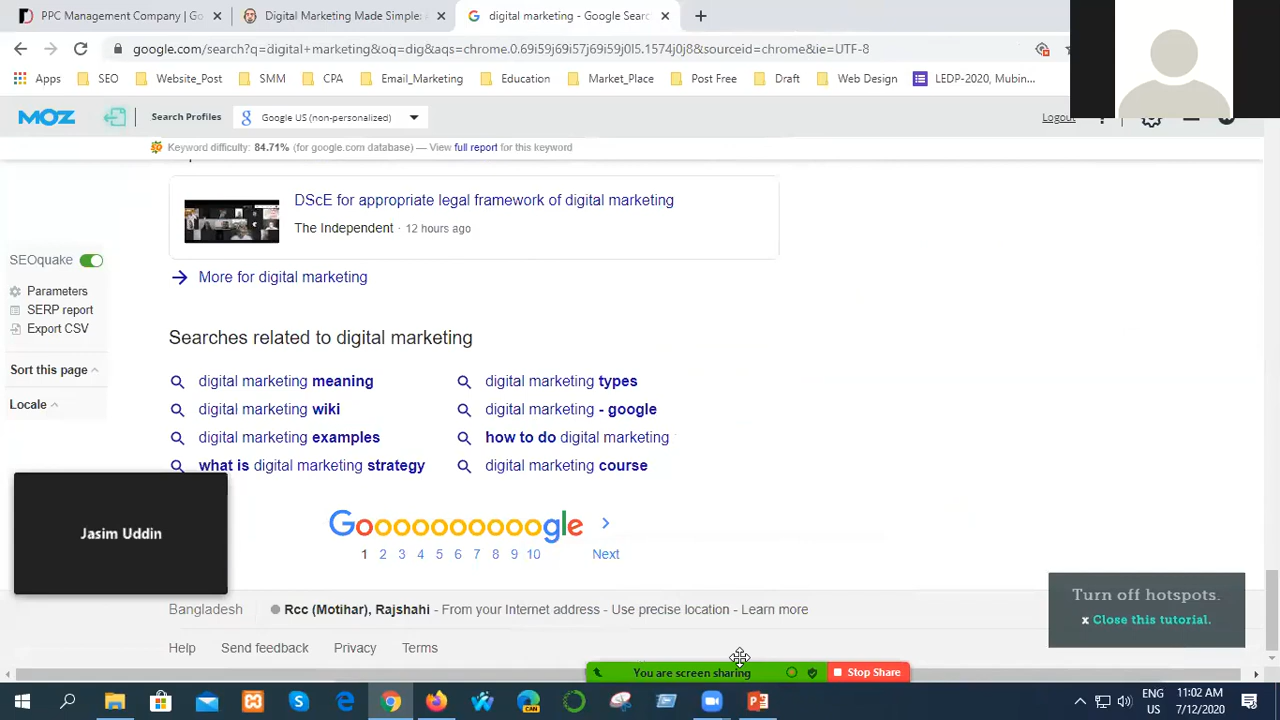 PPC Management Company | Go
Digital Marketing Made Simple:
digital marketing - Google Sear
google.com/search?q=digital+marketing&oq=dig&aqs=chrome.0.69i59j69i57j69i59j0l5.1574j0j8&sourceid=chrome&ie=UTF-8
Apps SEO Website_Post SMM CPA Email_Marketing Education Market_Place Post Free Draft Web Design LEDP-2020, Mubin...
MOZ Search Profiles Google US (non-personalized) Logout
Keyword difficulty: 84.71% (for google.com database) — View full report for this keyword
DScE for appropriate legal framework of digital marketing
The Independent · 12 hours ago
More for digital marketing
SEOquake
Parameters
SERP report
Export CSV
Sort this page
Locale
Searches related to digital marketing
digital marketing meaning
digital marketing types
digital marketing wiki
digital marketing - google
digital marketing examples
how to do digital marketing
what is digital marketing strategy
digital marketing course
Jasim Uddin
Goooooooooogle >
1 2 3 4 5 6 7 8 9 10 Next
Turn off hotspots.
x Close this tutorial.
Bangladesh Rcc (Motihar), Rajshahi - From your Internet address - Use precise location - Learn more
Help Send feedback Privacy Terms
You are screen sharing Stop Share
CAN
ENG
US
11:02 AM
7/12/2020